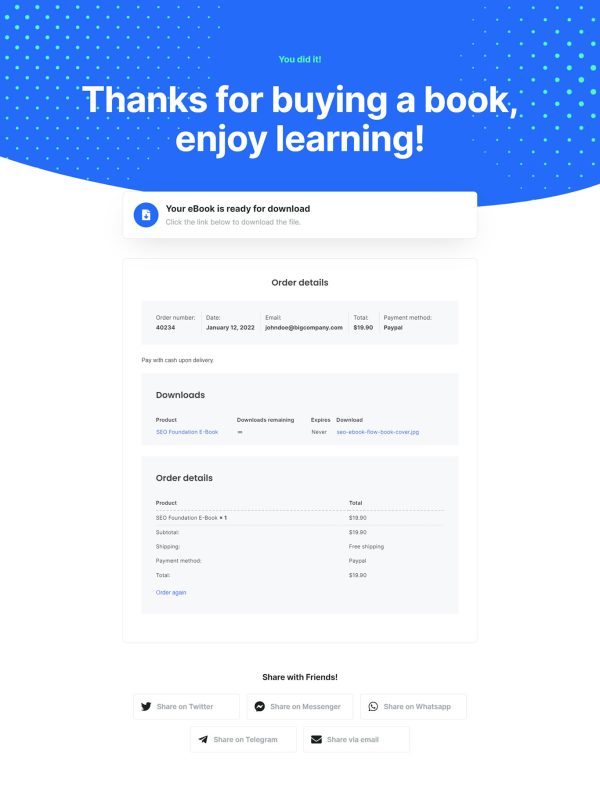 You did it!
Thanks for buying a book,
enjoy learning!
Your eBook is ready for download
Click the link below to download the file.
Order details
Order number: Date: Email: Total: Payment method:
40234 January 12, 2022 johndoe@bigcompany.com $19.90 Paypal
Pay with cash upon delivery.
Downloads
Product Downloads remaining Expires Download
SEO Foundation E-Book ∞ Never seo-ebook-flow-book-cover.jpg
Order details
Product Total
SEO Foundation E-Book × 1 $19.90
Subtotal: $19.90
Shipping: Free shipping
Payment method: Paypal
Total: $19.90
Order again
Share with Friends!
Share on Twitter Share on Messenger Share on Whatsapp
Share on Telegram Share via email